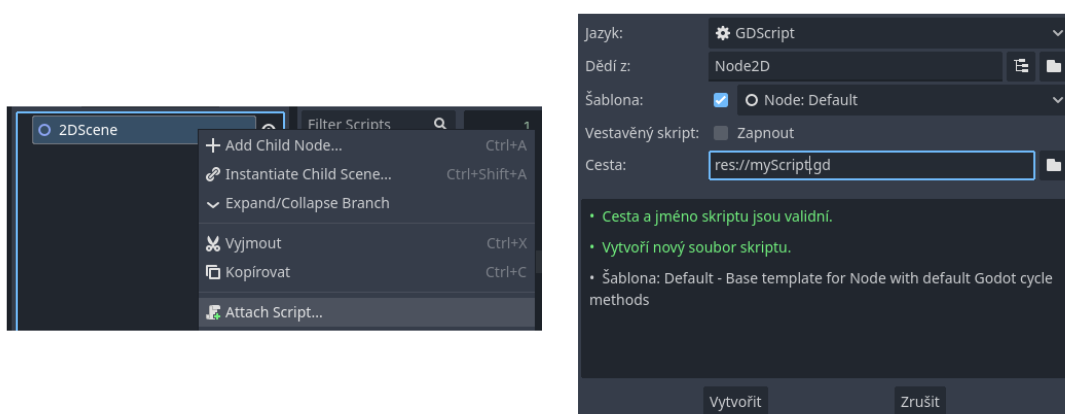 2DScene
Filter Scripts
1
Add Child Node... Ctrl+A
Instantiate Child Scene... Ctrl+Shift+A
Expand/Collapse Branch
Vyjmout Ctrl+X
Kopírovat Ctrl+C
Attach Script...
Jazyk: GDScript
Dědí z: Node2D
Šablona: Node: Default
Vestavěný skript: Zapnout
Cesta: res://myScript.gd
• Cesta a jméno skriptu jsou validní.
• Vytvoří nový soubor skriptu.
• Šablona: Default - Base template for Node with default Godot cycle
methods
Vytvořit Zrušit